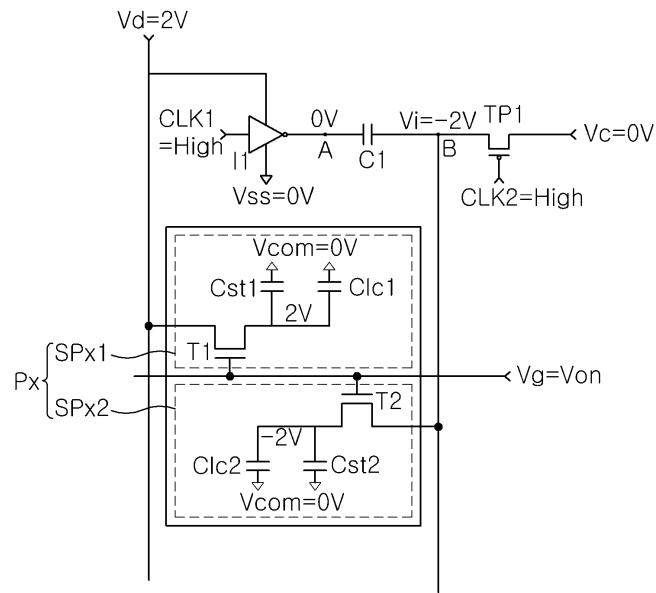 Vd=2V
CLK1
=High
I1
0V
A
C1
Vi=-2V
B
TP1
Vc=0V
CLK2=High
Vss=0V
Vcom=0V
Cst1
Clc1
2V
T1
SPx1
Px
SPx2
Vg=Von
T2
-2V
Clc2
Cst2
Vcom=0V